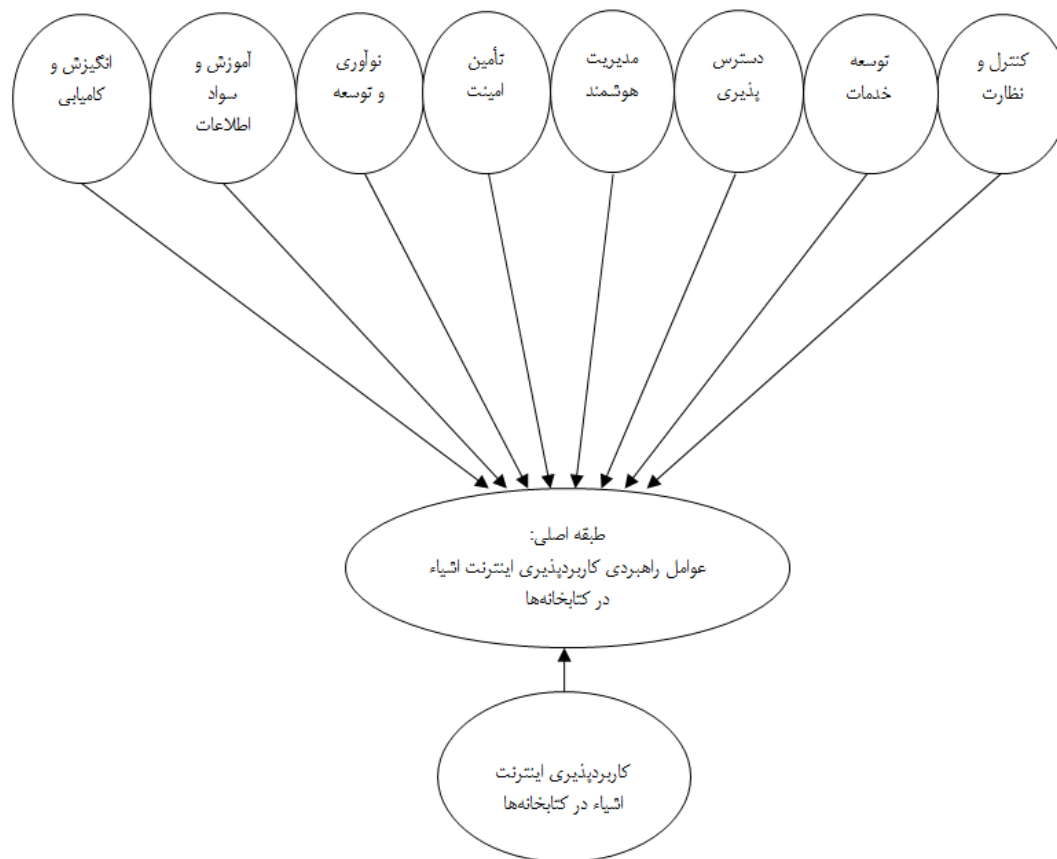 کنترل و
نظارت
توسعه
خدمات
دسترس
پذیری
مدیریت
هوشمند
تأمین
امینت
نوآوری
و توسعه
آموزش و
سواد
اطلاعات
انگیزش و
کامیابی
طبقه اصلی:
عوامل راهبردی کاربردپذیری اینترنت اشیاء
در کتابخانه‌ها
کاربردپذیری اینترنت
اشیاء در کتابخانه‌ها